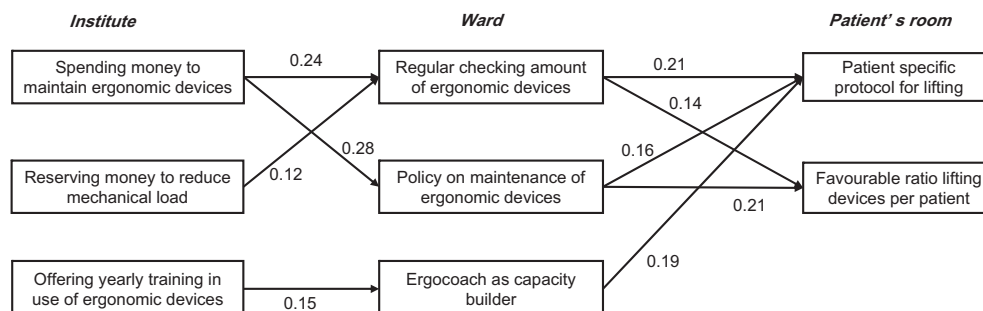 Institute
Ward
Patient' s room
Spending money to
maintain ergonomic devices
0.24
Regular checking amount
of ergonomic devices
0.21
Patient specific
protocol for lifting
0.14
0.28
0.16
Reserving money to reduce
mechanical load
0.12
Policy on maintenance of
ergonomic devices
0.21
Favourable ratio lifting
devices per patient
Offering yearly training in
use of ergonomic devices
0.15
Ergocoach as capacity
builder
0.19